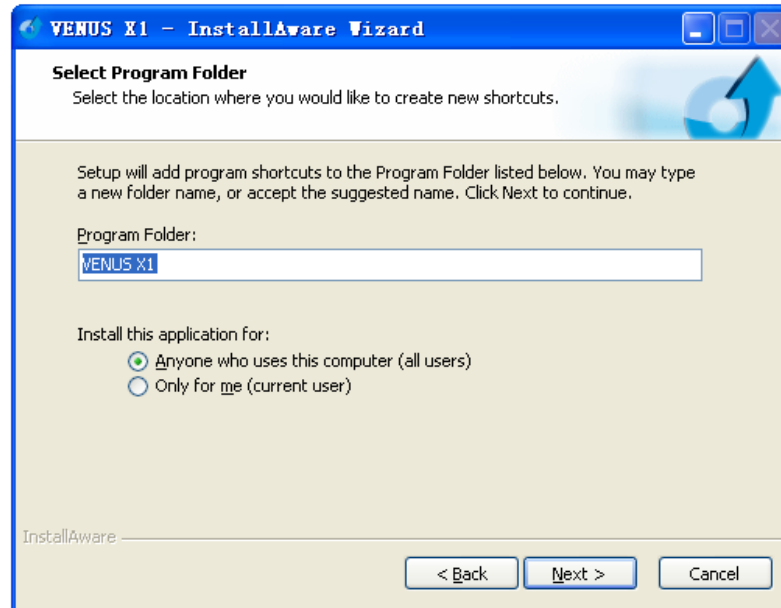 VENUS X1 - InstallAware Wizard
Select Program Folder
Select the location where you would like to create new shortcuts.
Setup will add program shortcuts to the Program Folder listed below. You may type
a new folder name, or accept the suggested name. Click Next to continue.
Program Folder:
VENUS X1
Install this application for:
Anyone who uses this computer (all users)
Only for me (current user)
InstallAware
< Back
Next >
Cancel